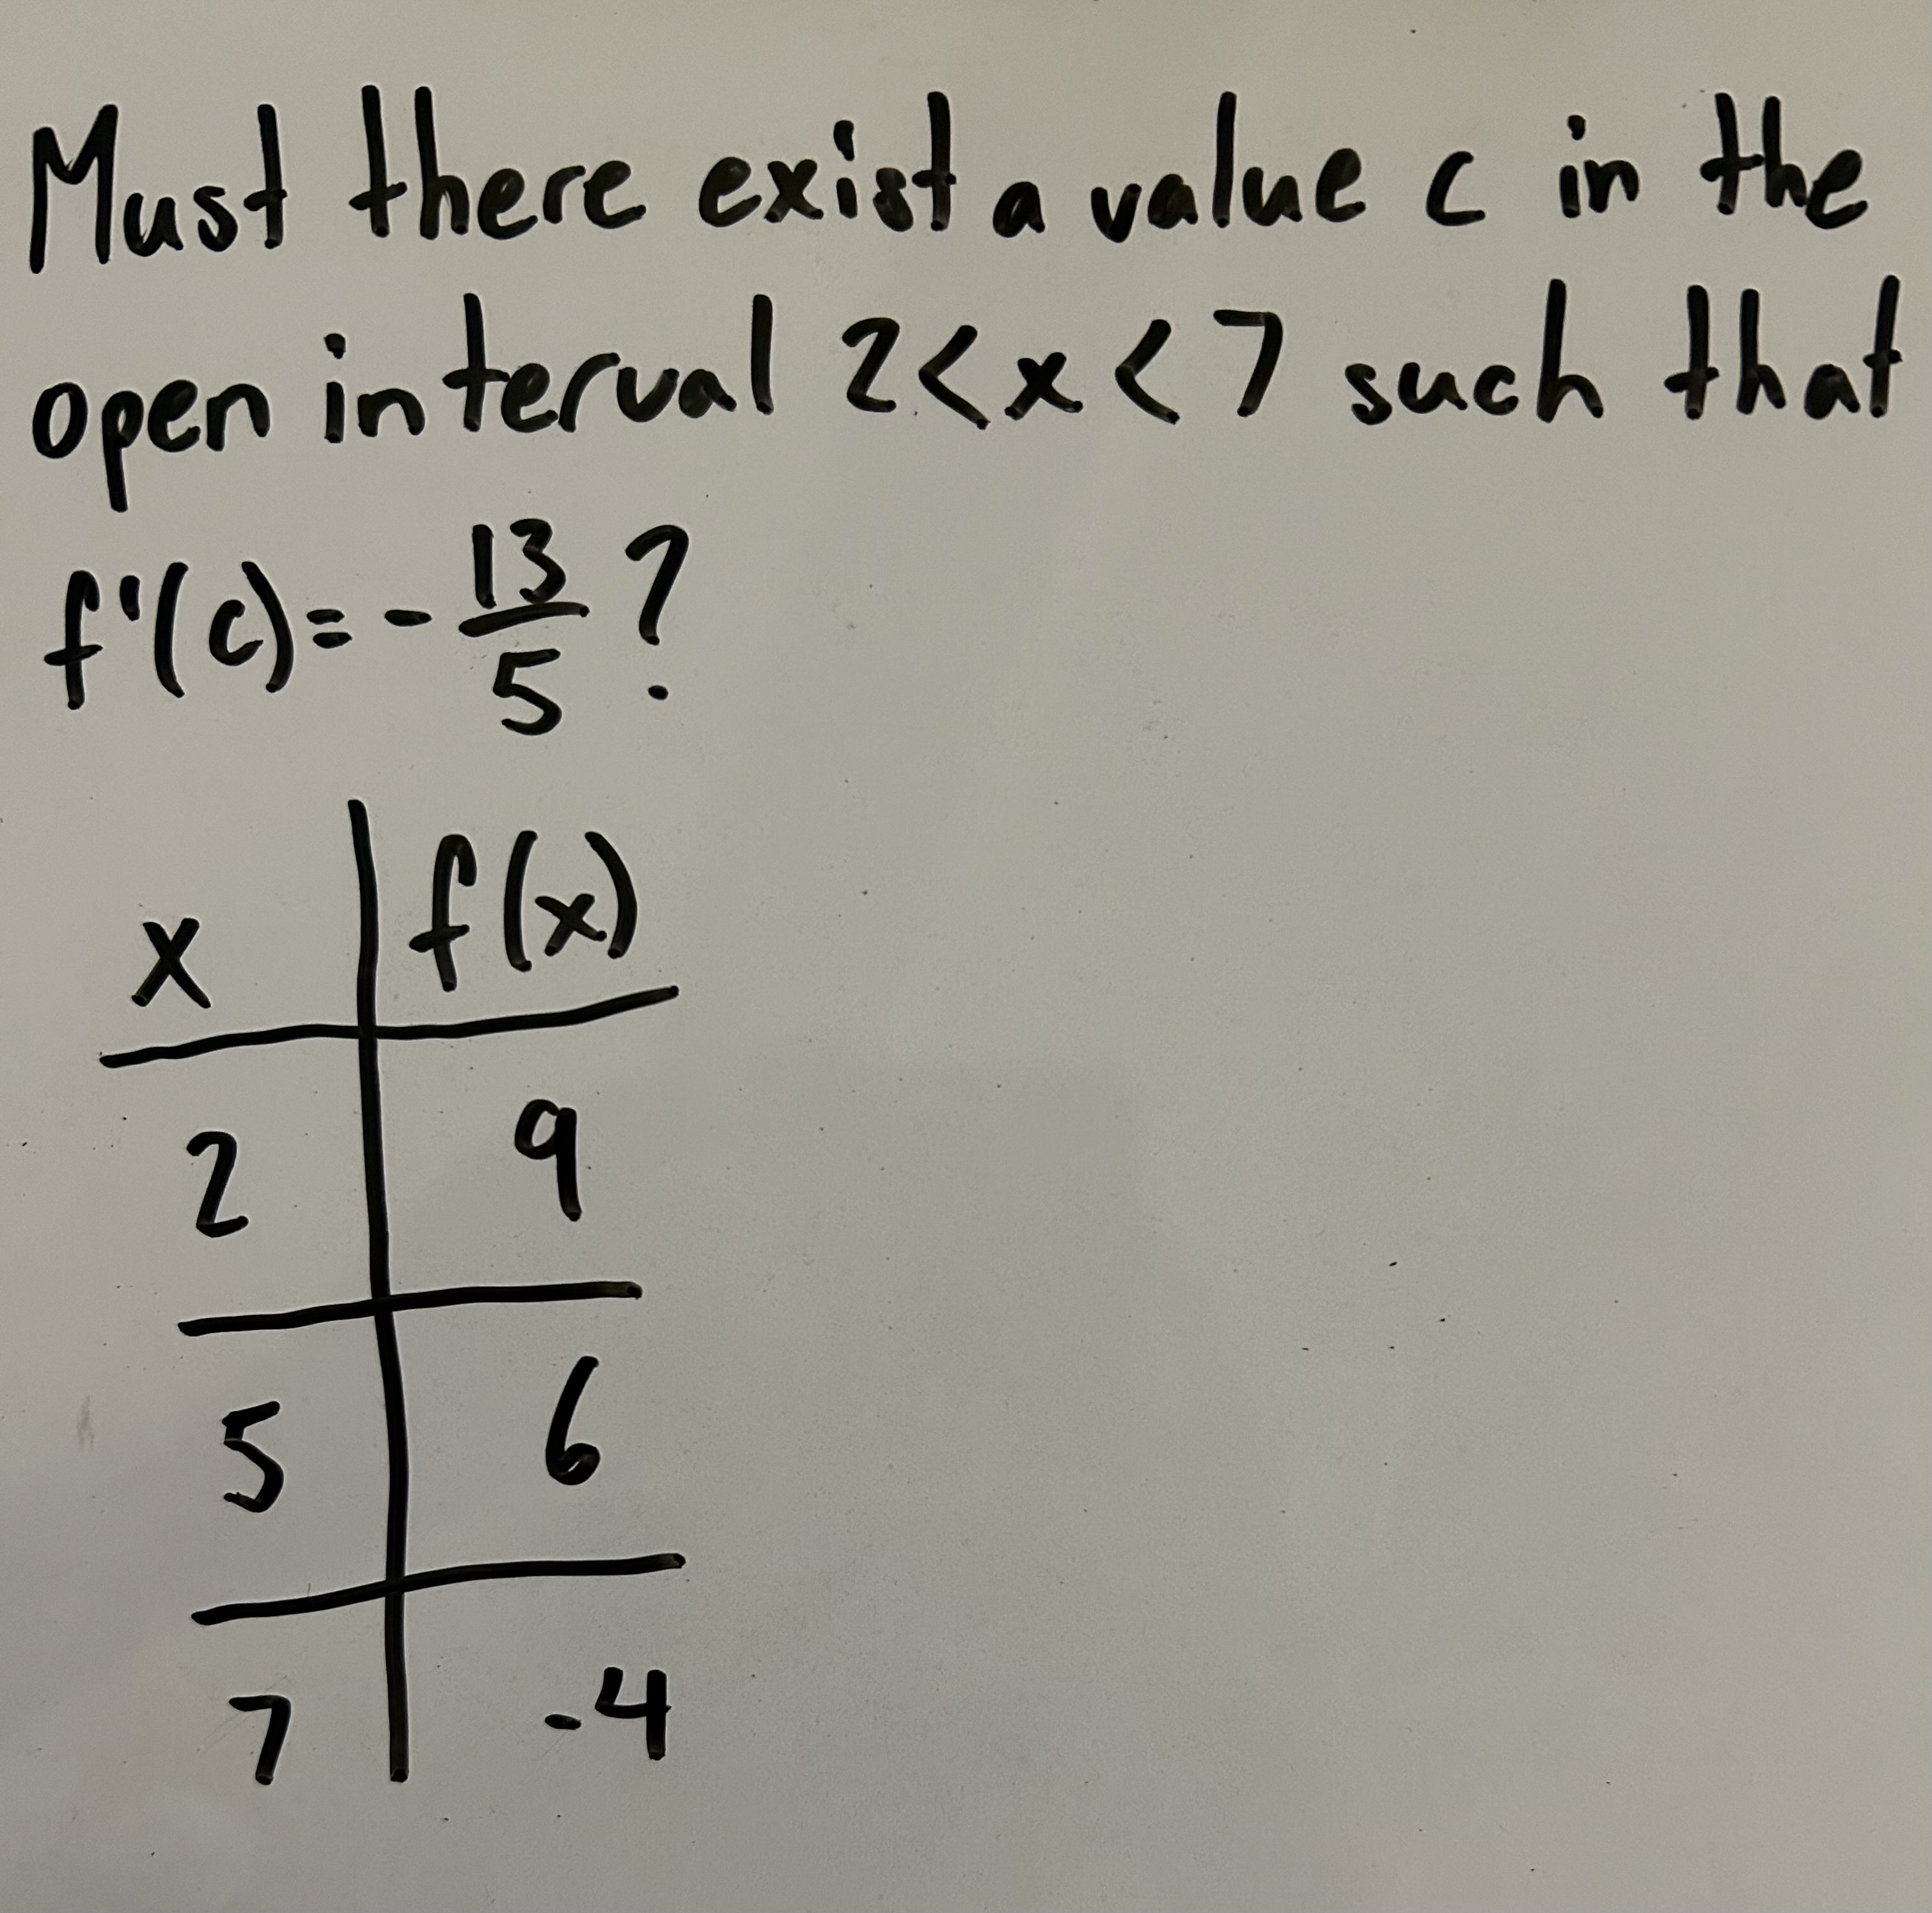 Must there exist a value c in the
open interval 2<x<7 such that
f'(c)=-13/5?
x f(x)
2 9
5 6
7 -4